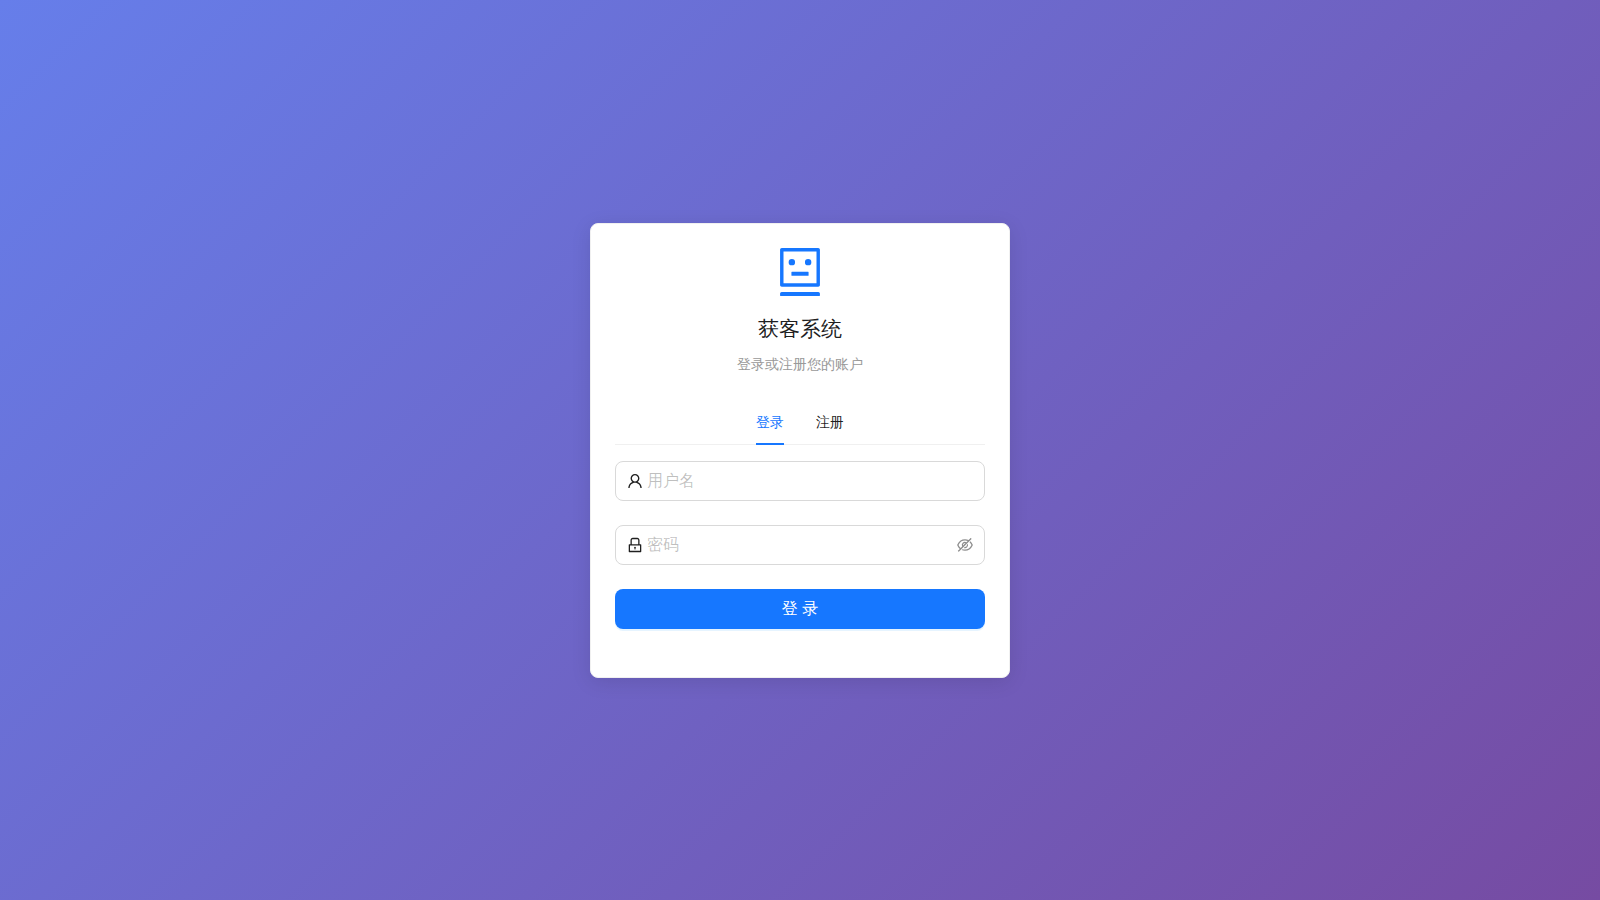 获客系统
登录或注册您的账户
登录 注册
用户名
密码
登 录